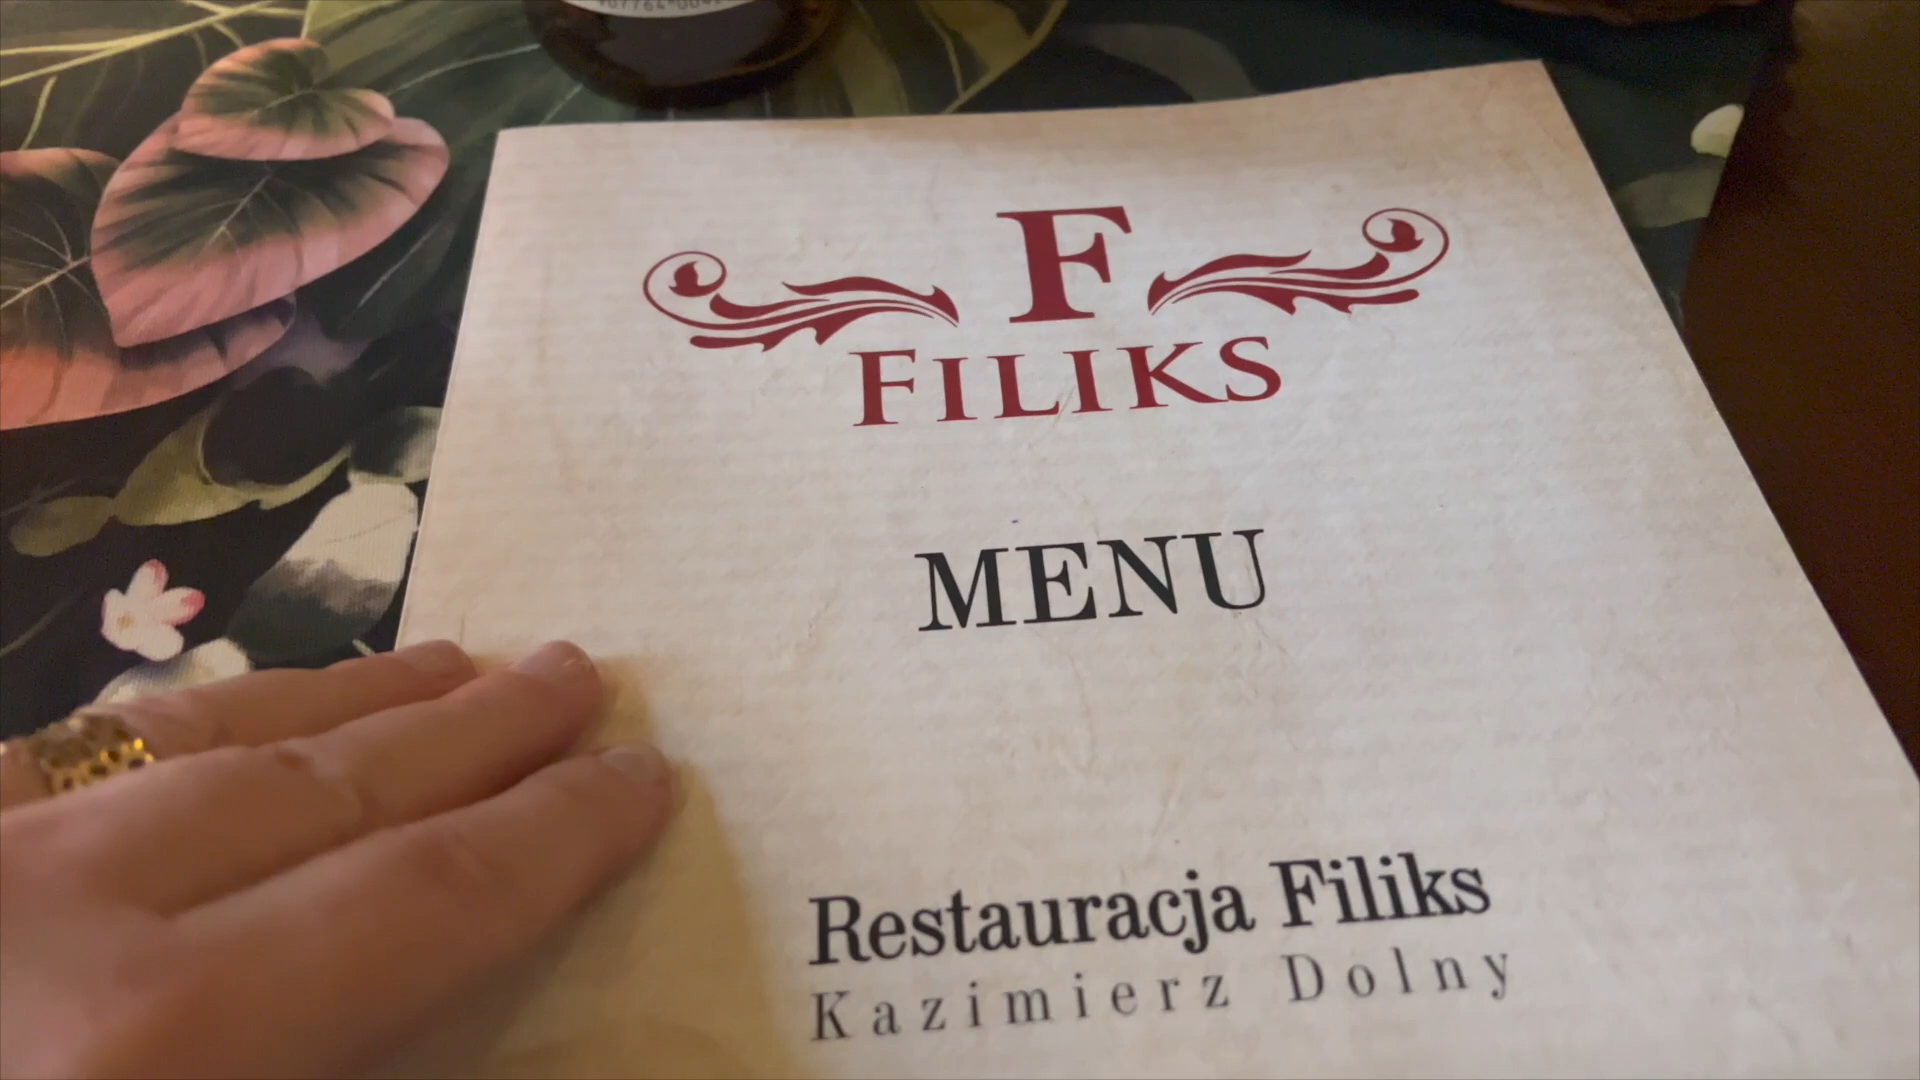 F
FILIKS
MENU
Restauracja Filiks
Kazimierz Dolny